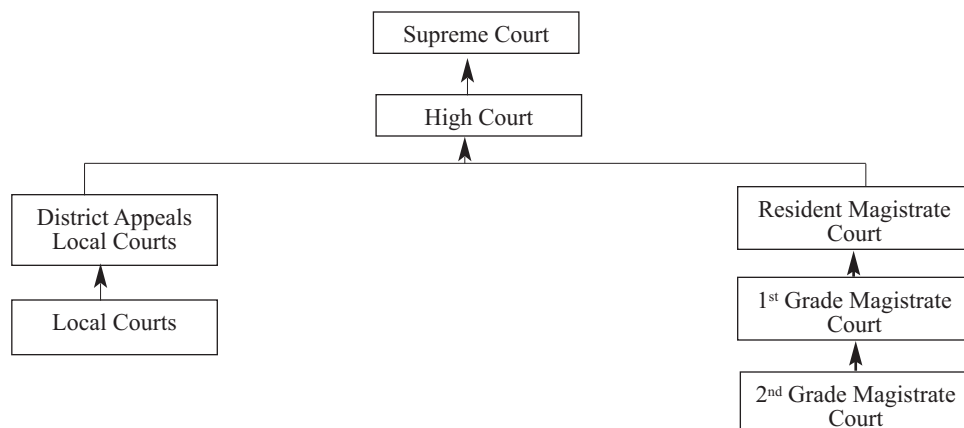 Supreme Court
High Court
District Appeals
Local Courts
Local Courts
Resident Magistrate
Court
1st Grade Magistrate
Court
2nd Grade Magistrate
Court